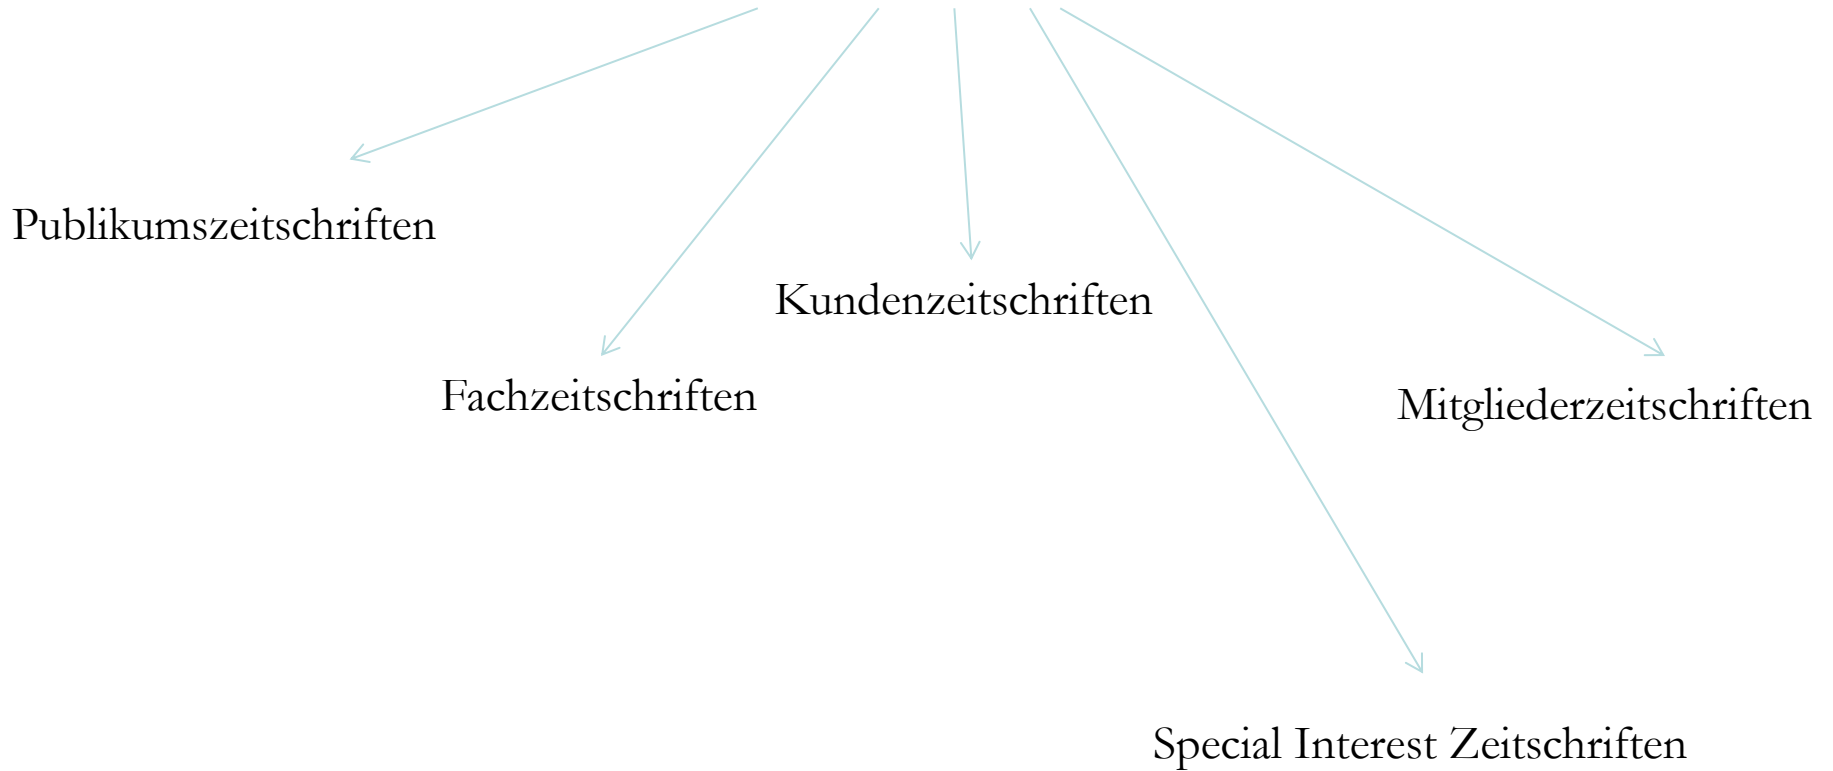 Publikumszeitschriften
Kundenzeitschriften
Fachzeitschriften
Mitgliederzeitschriften
Special Interest Zeitschriften